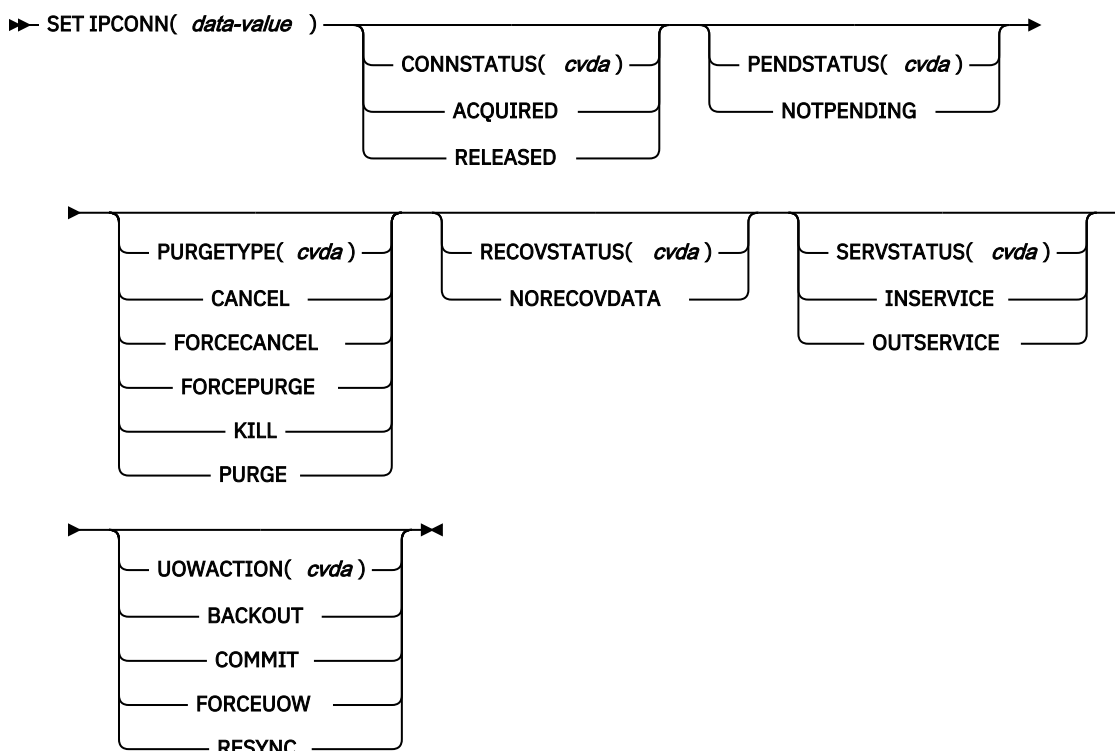 SET IPCONN( data-value )
CONNSTATUS( cvda )
ACQUIRED
RELEASED
PENDSTATUS( cvda )
NOTPENDING
PURGETYPE( cvda )
CANCEL
FORCECANCEL
FORCEPURGE
KILL
PURGE
RECOVSTATUS( cvda )
NORECOVDATA
SERVSTATUS( cvda )
INSERVICE
OUTSERVICE
UOWACTION( cvda )
BACKOUT
COMMIT
FORCEUOW
RESYNC